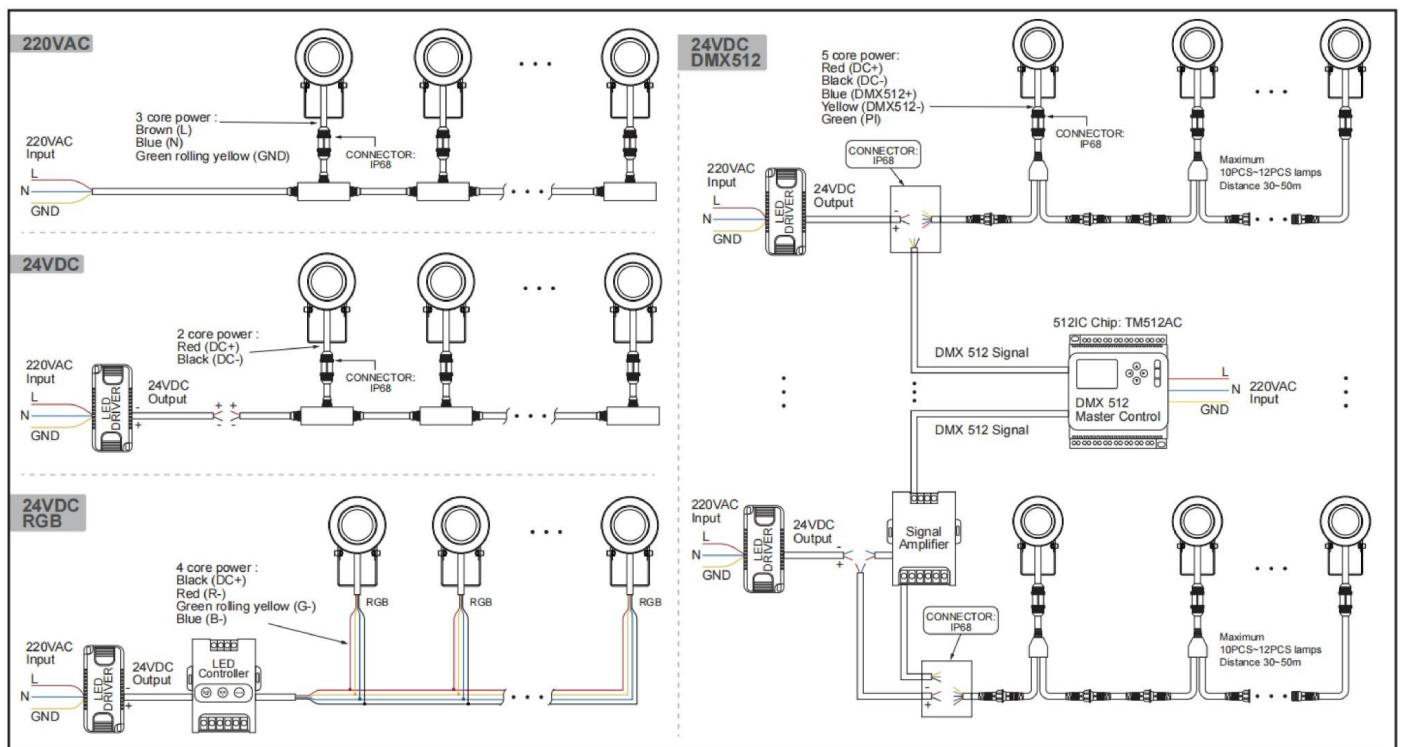 220VAC
3 core power :
Brown (L)
Blue (N)
Green rolling yellow (GND)
CONNECTOR:
IP68
220VAC
Input
L
N
GND
24VDC
2 core power :
Red (DC+)
Black (DC-)
CONNECTOR:
IP68
220VAC
Input
L
N
GND
LED
DRIVER
24VDC
Output
-
+
+ +
- -
24VDC
RGB
4 core power :
Black (DC+)
Red (R-)
Green rolling yellow (G-)
Blue (B-)
RGB
RGB
RGB
220VAC
Input
L
N
GND
LED
DRIVER
24VDC
Output
-
+
LED
Controller
24VDC
DMX512
5 core power:
Red (DC+)
Black (DC-)
Blue (DMX512+)
Yellow (DMX512-)
Green (PI)
CONNECTOR:
IP68
CONNECTOR:
IP68
220VAC
Input
L
N
GND
LED
DRIVER
24VDC
Output
-
+
Maximum
10PCS~12PCS lamps
Distance 30~50m
512IC Chip: TM512AC
DMX 512 Signal
DMX 512
Master Control
L
N
GND
220VAC
Input
DMX 512 Signal
220VAC
Input
L
N
GND
LED
DRIVER
24VDC
Output
-
+
Signal
Amplifier
CONNECTOR:
IP68
-
+
Maximum
10PCS~12PCS lamps
Distance 30~50m